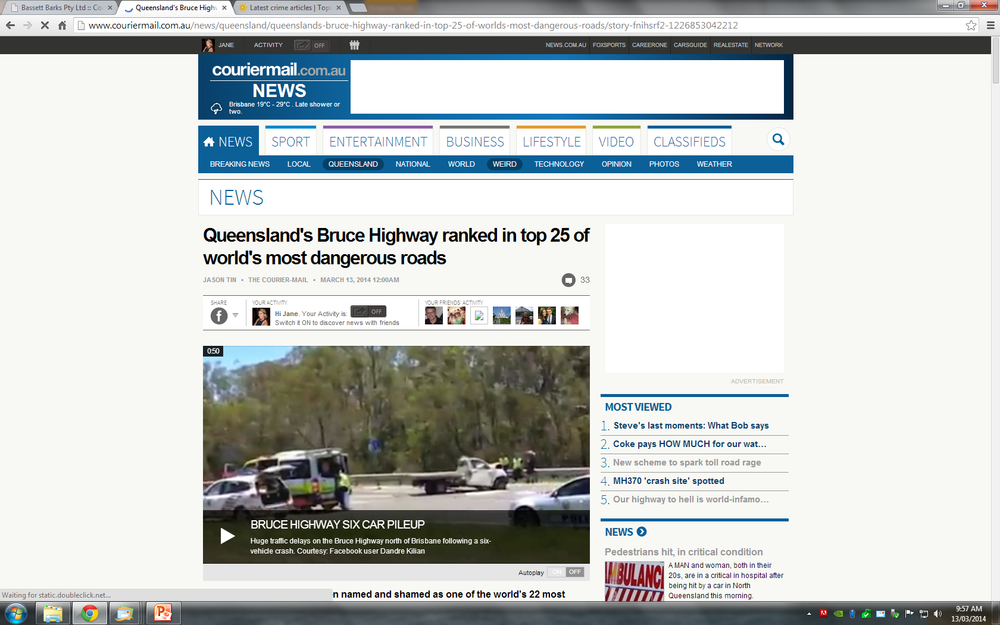 Bassett Barks Pty Ltd :: Co
Queensland's Bruce High
Latest crime articles | Topi
www.couriermail.com.au/news/queensland/queenslands-bruce-highway-ranked-in-top-25-of-worlds-most-dangerous-roads/story-fnihsrf2-1226853042212
JANE ACTIVITY OFF NEWS.COM.AU FOXSPORTS CAREERONE CARSGUIDE REALESTATE NETWORK
couriermail.com.au
NEWS
Brisbane 19°C - 29°C . Late shower or
two.
NEWS SPORT ENTERTAINMENT BUSINESS LIFESTYLE VIDEO CLASSIFIEDS
BREAKING NEWS LOCAL QUEENSLAND NATIONAL WORLD WEIRD TECHNOLOGY OPINION PHOTOS WEATHER
NEWS
Queensland's Bruce Highway ranked in top 25 of
world's most dangerous roads
JASON TIN • THE COURIER-MAIL • MARCH 13, 2014 12:00AM
33
SHARE
f
YOUR ACTIVITY
Hi Jane. Your Activity is: OFF
Switch it ON to discover news with friends
YOUR FRIENDS' ACTIVITY
0:50
BRUCE HIGHWAY SIX CAR PILEUP
Huge traffic delays on the Bruce Highway north of Brisbane following a six-
vehicle crash. Courtesy: Facebook user Dandre Kilian
Autoplay ON OFF
n named and shamed as one of the world's 22 most
ADVERTISEMENT
MOST VIEWED
1. Steve's last moments: What Bob says
2. Coke pays HOW MUCH for our wat...
3. New scheme to spark toll road rage
4. MH370 'crash site' spotted
5. Our highway to hell is world-infamo...
NEWS
Pedestrians hit, in critical condition
MBULANC
A MAN and woman, both in their
20s, are in a critical in hospital after
being hit by a car in North
Queensland this morning.
Waiting for static.doubleclick.net...
9:57 AM
13/03/2014